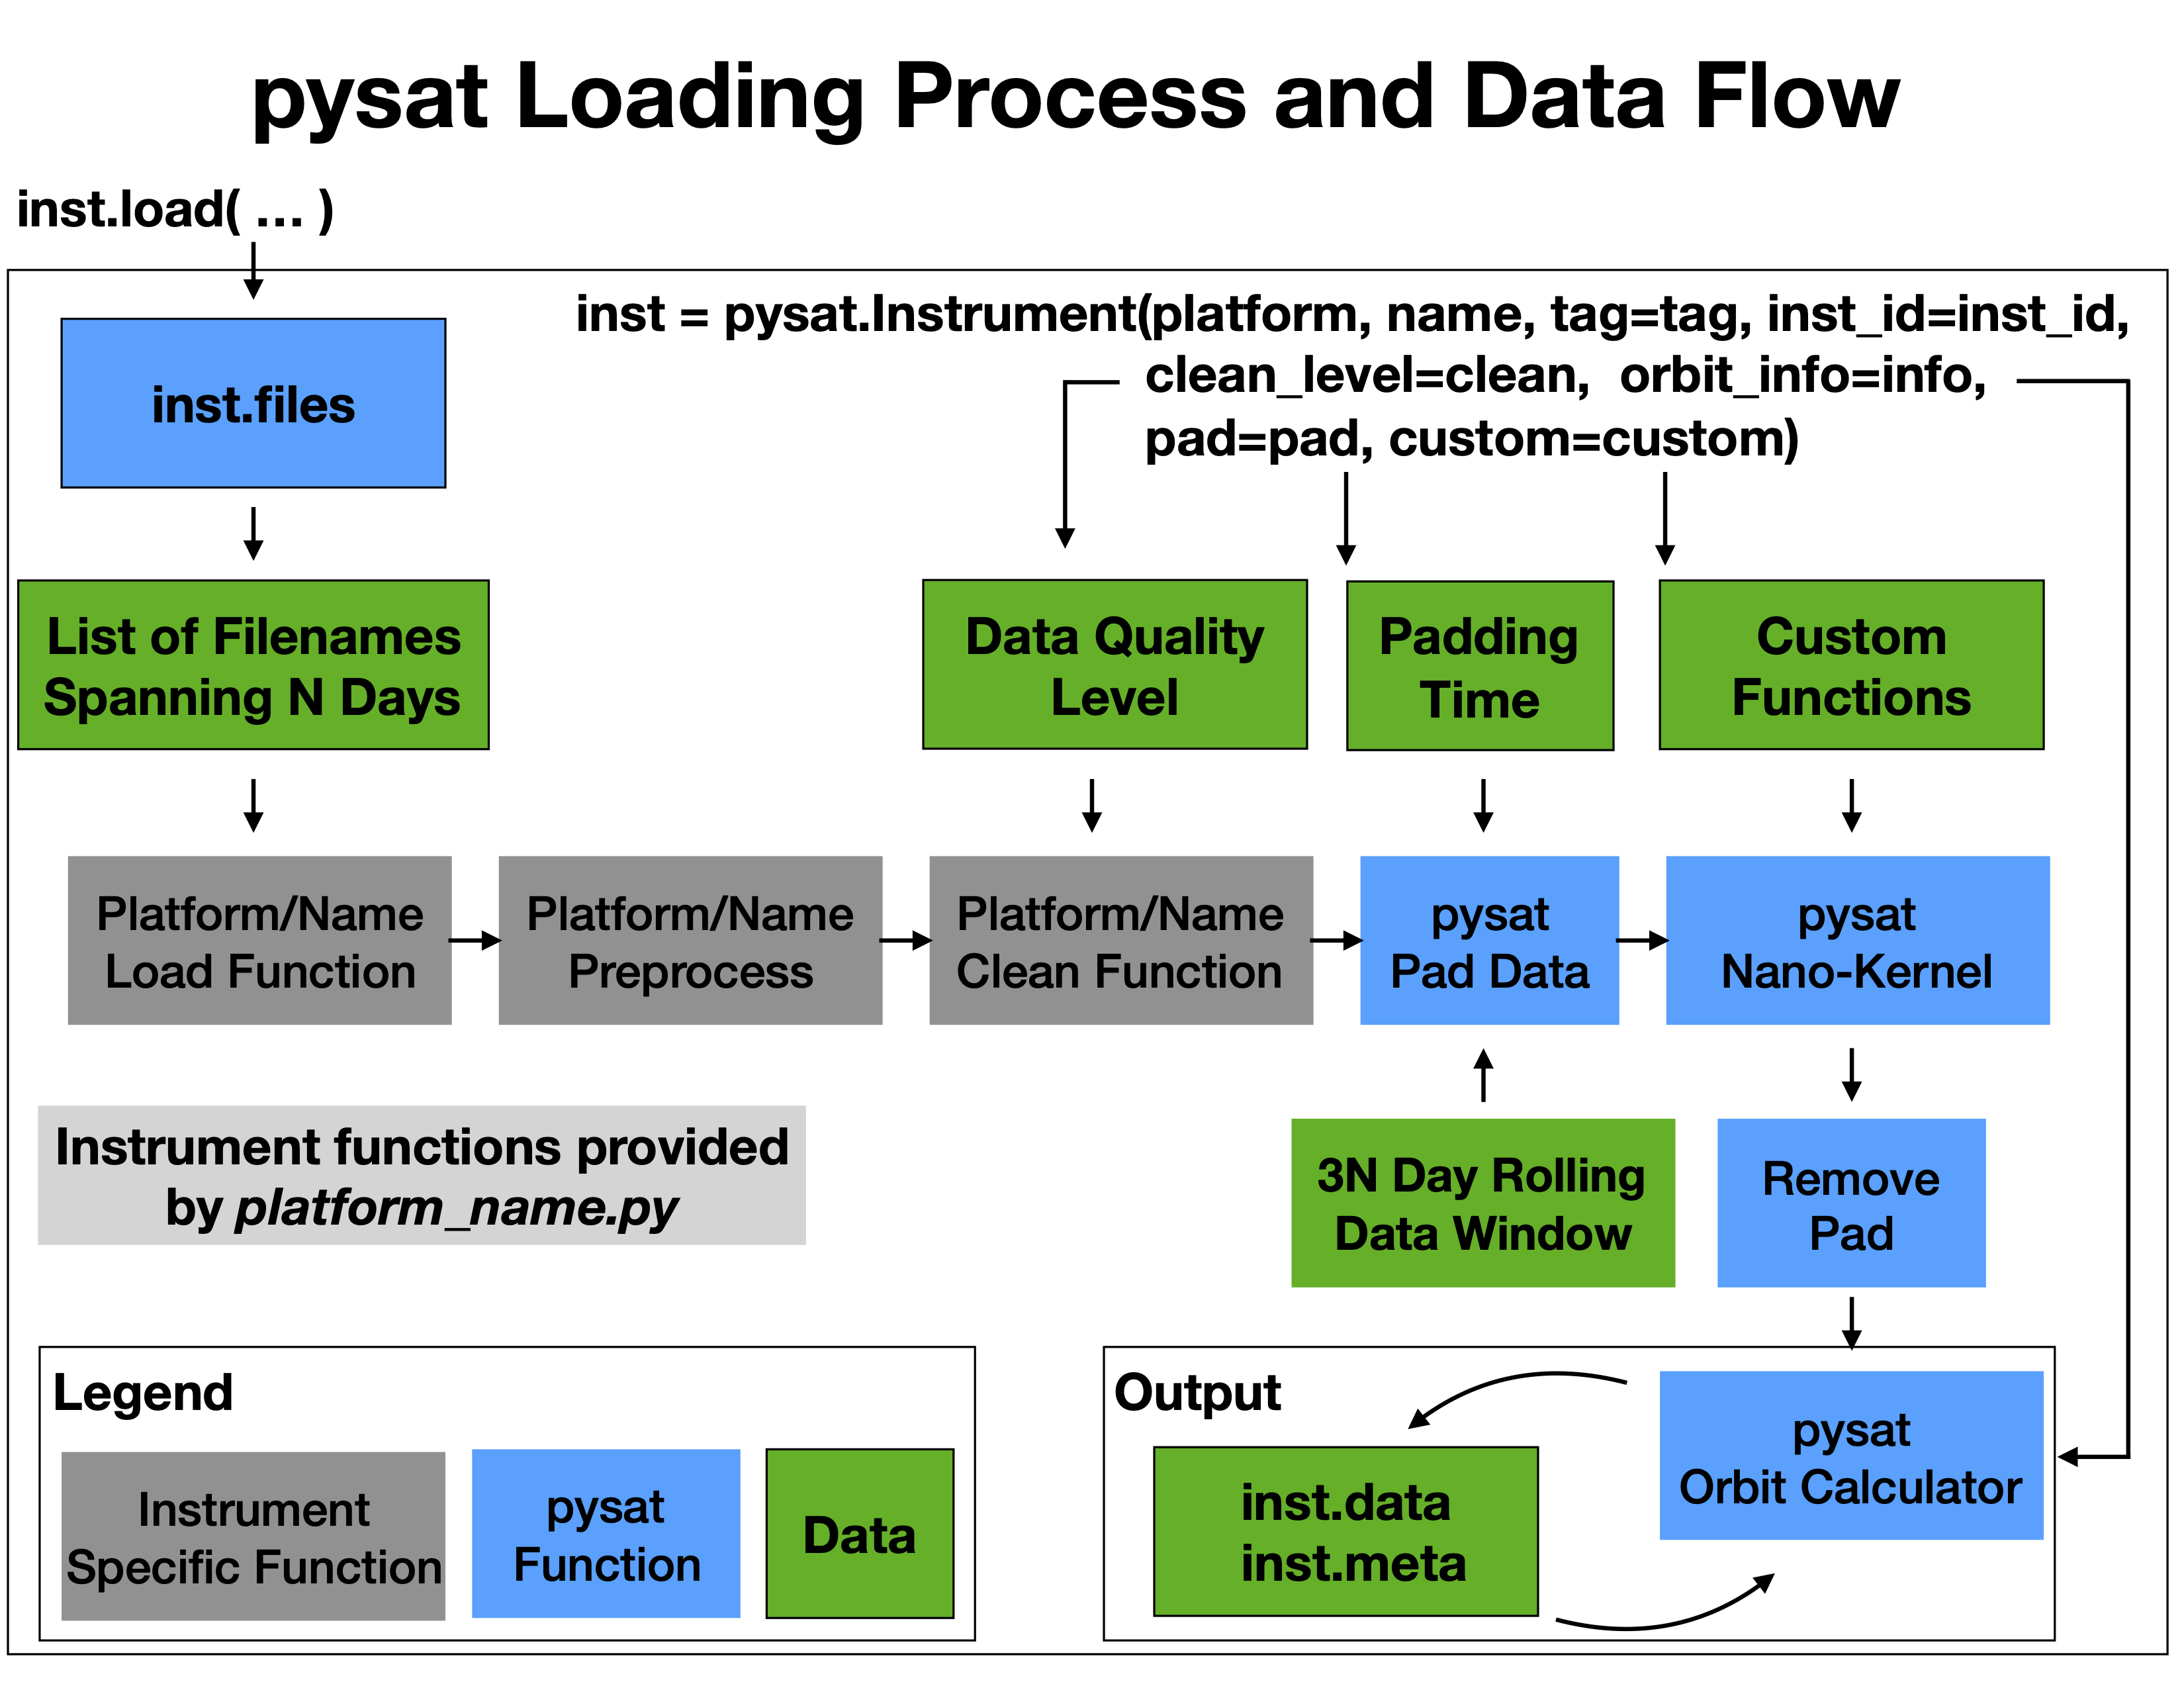 pysat Loading Process and Data Flow
inst.load( ... )
inst = pysat.Instrument(platform, name, tag=tag, inst_id=inst_id,
clean_level=clean, orbit_info=info,
pad=pad, custom=custom)
inst.files
List of Filenames
Spanning N Days
Data Quality
Level
Padding
Time
Custom
Functions
Platform/Name
Load Function
Platform/Name
Preprocess
Platform/Name
Clean Function
pysat
Pad Data
pysat
Nano-Kernel
Instrument functions provided
by platform_name.py
3N Day Rolling
Data Window
Remove
Pad
Legend
Instrument
Specific Function
pysat
Function
Data
Output
inst.data
inst.meta
pysat
Orbit Calculator